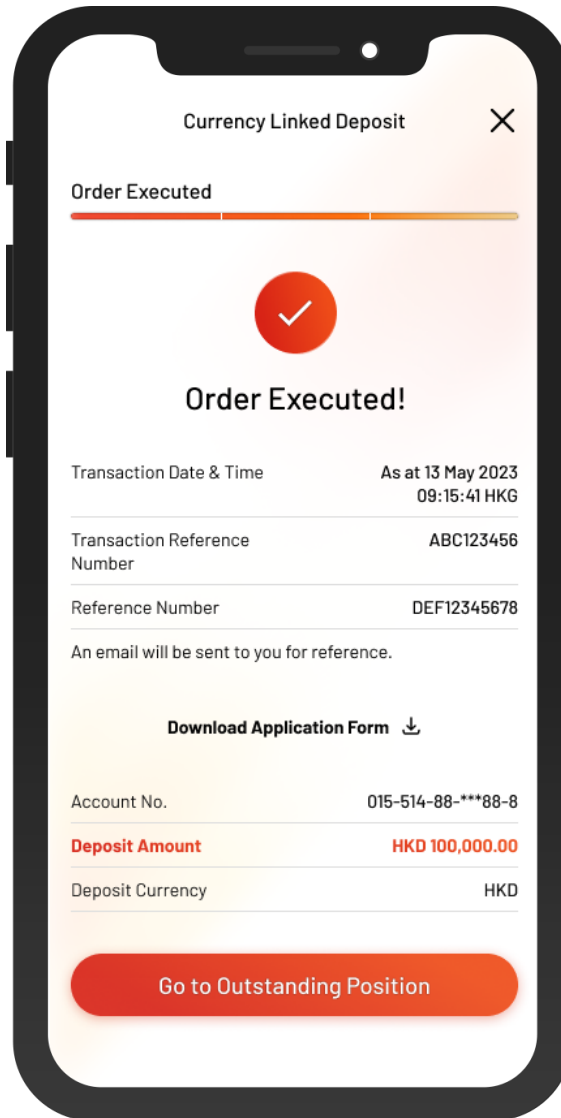 Currency Linked Deposit
Order Executed
Order Executed!
Transaction Date & Time
As at 13 May 2023
09:15:41 HKG
Transaction Reference
Number
ABC123456
Reference Number
DEF12345678
An email will be sent to you for reference.
Download Application Form
Account No.
015-514-88-***88-8
Deposit Amount
HKD 100,000.00
Deposit Currency
HKD
Go to Outstanding Position